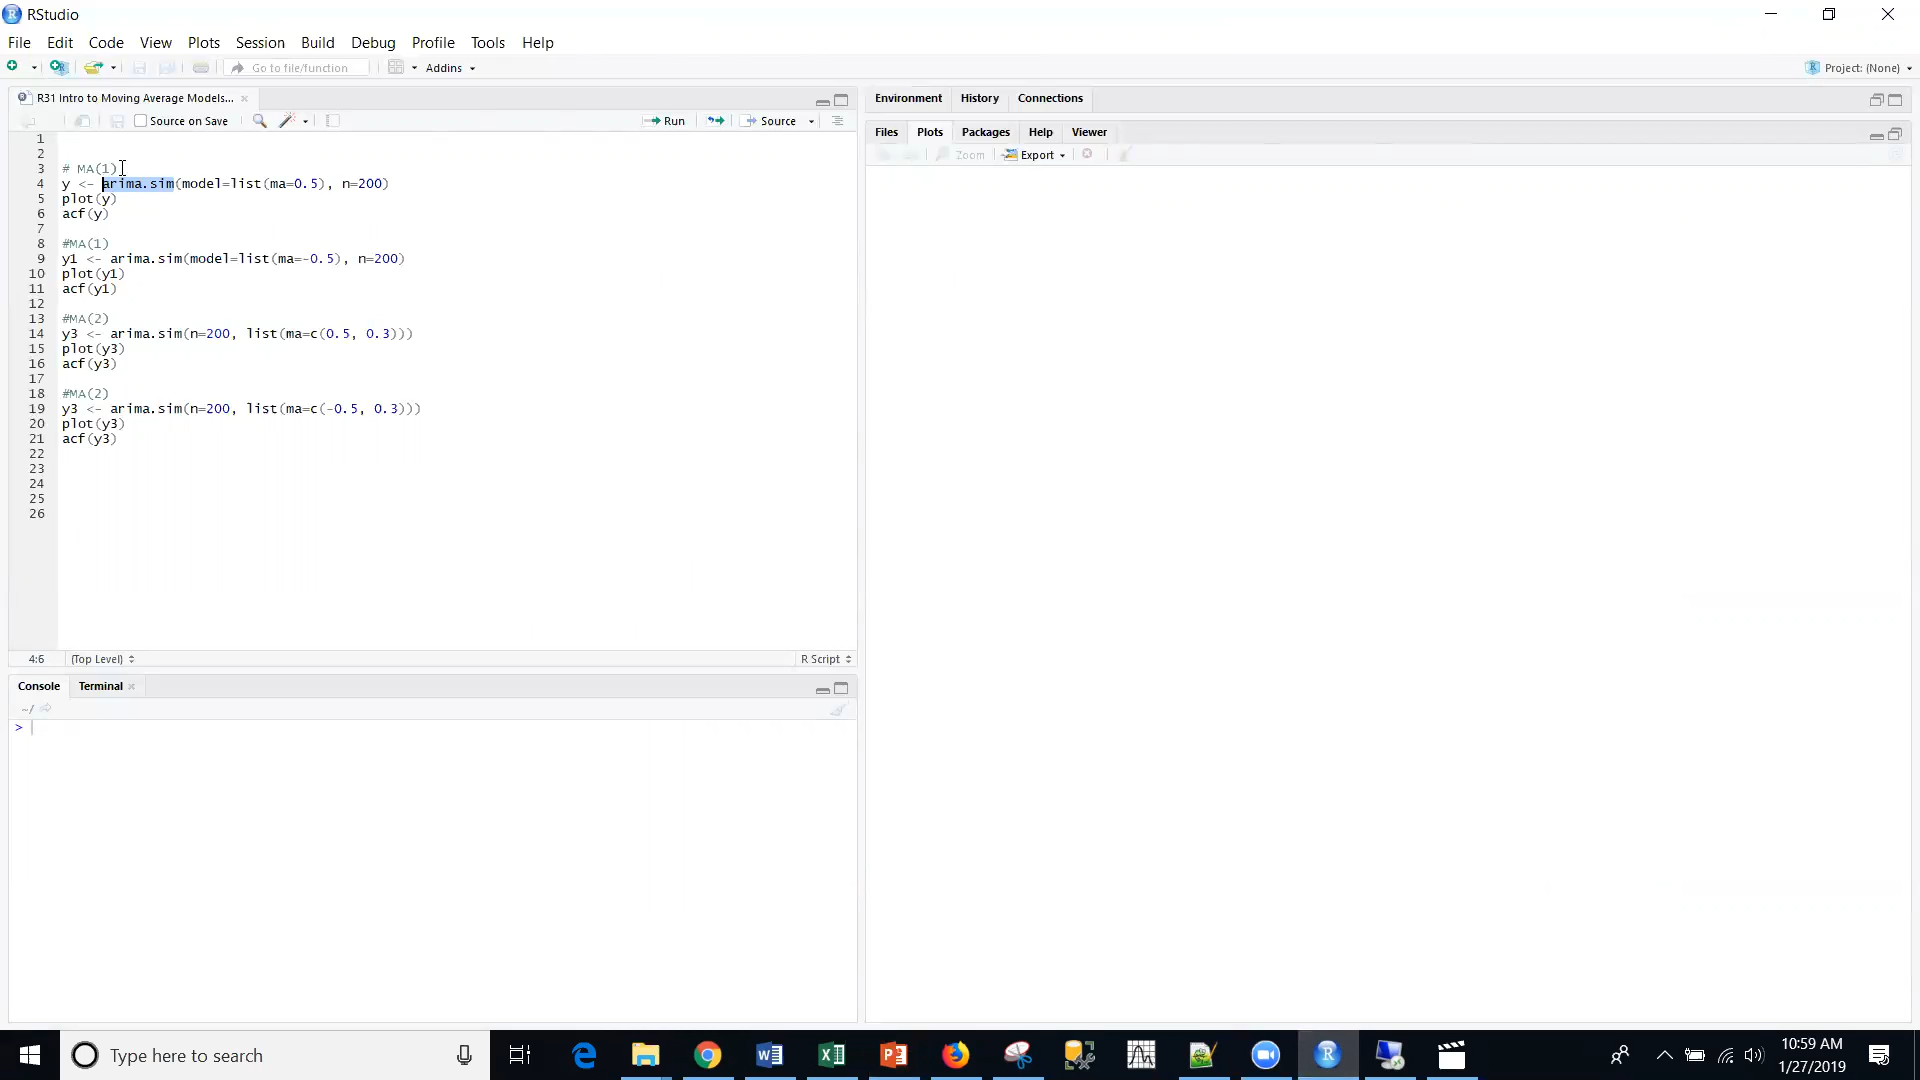 RStudio
File Edit Code View Plots Session Build Debug Profile Tools Help
Go to file/function Addins Project: (None)
R31 Intro to Moving Average Models...
Source on Save Run Source
1
2
3 # MA(1)
4 y <- arima.sim(model=list(ma=0.5), n=200)
5 plot(y)
6 acf(y)
7
8 #MA(1)
9 y1 <- arima.sim(model=list(ma=-0.5), n=200)
10 plot(y1)
11 acf(y1)
12
13 #MA(2)
14 y3 <- arima.sim(n=200, list(ma=c(0.5, 0.3)))
15 plot(y3)
16 acf(y3)
17
18 #MA(2)
19 y3 <- arima.sim(n=200, list(ma=c(-0.5, 0.3)))
20 plot(y3)
21 acf(y3)
22
23
24
25
26
4:6 (Top Level) R Script
Console Terminal
~/
>
Environment History Connections
Files Plots Packages Help Viewer
Zoom Export
Type here to search
10:59 AM
1/27/2019